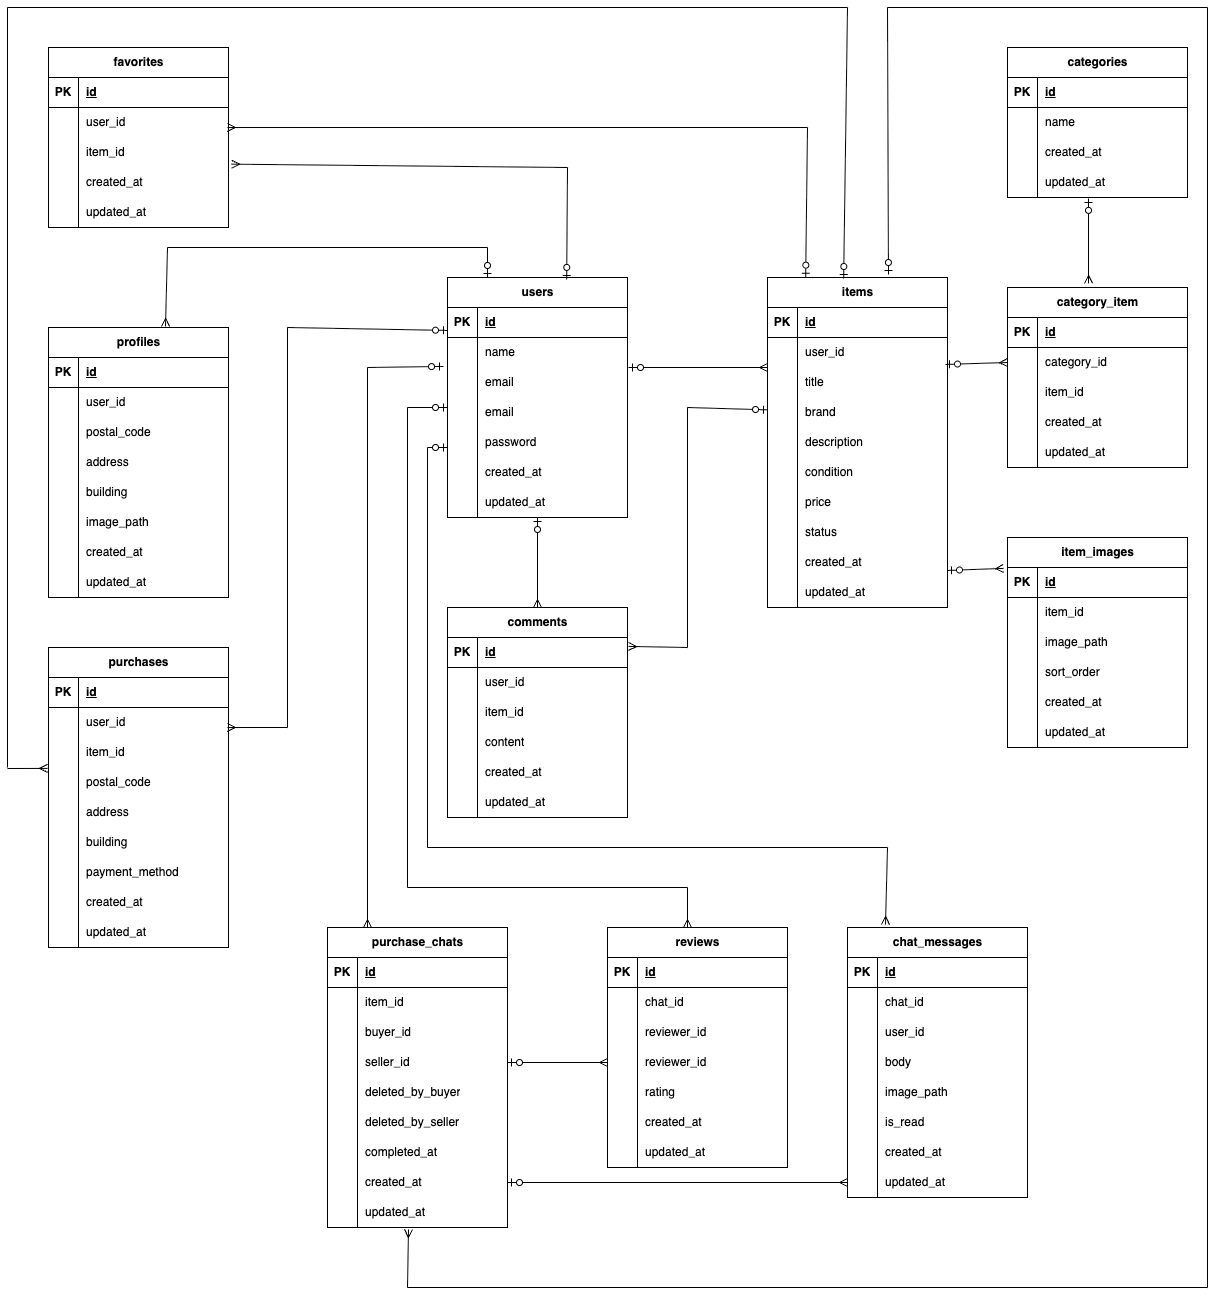 favorites
PK id
user_id
item_id
created_at
updated_at
categories
PK id
name
created_at
updated_at
users
PK id
name
email
email
password
created_at
updated_at
items
PK id
user_id
title
brand
description
condition
price
status
created_at
updated_at
category_item
PK id
category_id
item_id
created_at
updated_at
profiles
PK id
user_id
postal_code
address
building
image_path
created_at
updated_at
item_images
PK id
item_id
image_path
sort_order
created_at
updated_at
comments
PK id
user_id
item_id
content
created_at
updated_at
purchases
PK id
user_id
item_id
postal_code
address
building
payment_method
created_at
updated_at
purchase_chats
PK id
item_id
buyer_id
seller_id
deleted_by_buyer
deleted_by_seller
completed_at
created_at
updated_at
reviews
PK id
chat_id
reviewer_id
reviewer_id
rating
created_at
updated_at
chat_messages
PK id
chat_id
user_id
body
image_path
is_read
created_at
updated_at